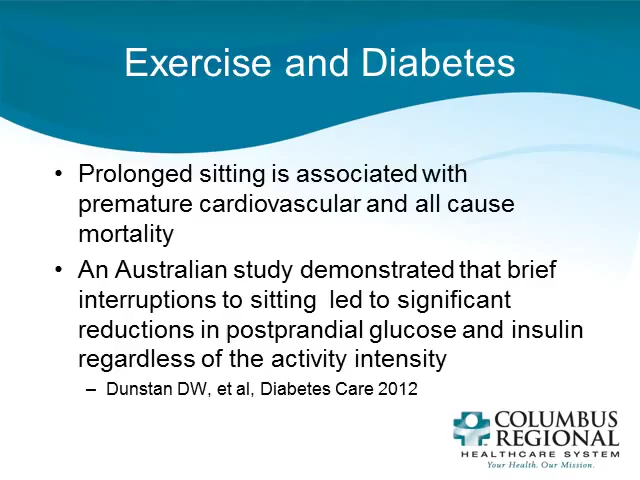 Exercise and Diabetes
• Prolonged sitting is associated with
premature cardiovascular and all cause
mortality
• An Australian study demonstrated that brief
interruptions to sitting  led to significant
reductions in postprandial glucose and insulin
regardless of the activity intensity
– Dunstan DW, et al, Diabetes Care 2012
COLUMBUS
REGIONAL
HEALTHCARE SYSTEM
Your Health. Our Mission.